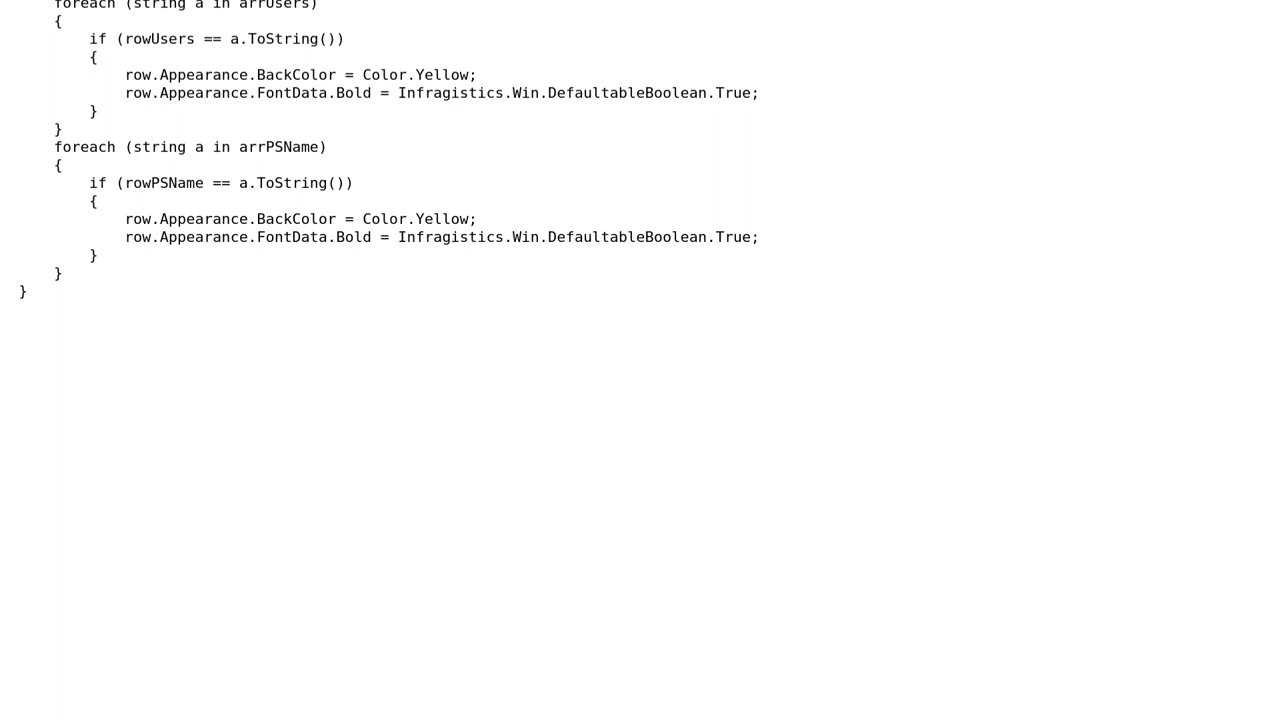 foreach (string a in arrUsers)
{
if (rowUsers == a.ToString())
{
row.Appearance.BackColor = Color.Yellow;
row.Appearance.FontData.Bold = Infragistics.Win.DefaultableBoolean.True;
}
}
foreach (string a in arrPSName)
{
if (rowPSName == a.ToString())
{
row.Appearance.BackColor = Color.Yellow;
row.Appearance.FontData.Bold = Infragistics.Win.DefaultableBoolean.True;
}
}
}